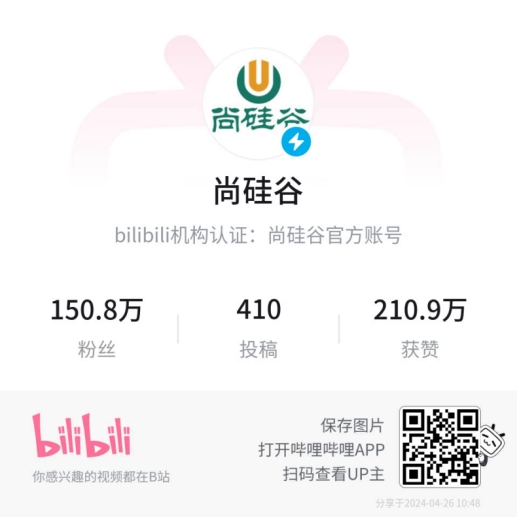 尚硅谷
尚硅谷
bilibili机构认证：尚硅谷官方账号
150.8万
410
210.9万
粉丝
投稿
获赞
bilibili
你感兴趣的视频都在B站
保存图片
打开哔哩哔哩APP
扫码查看UP主
分享于2024-04-26 10:48